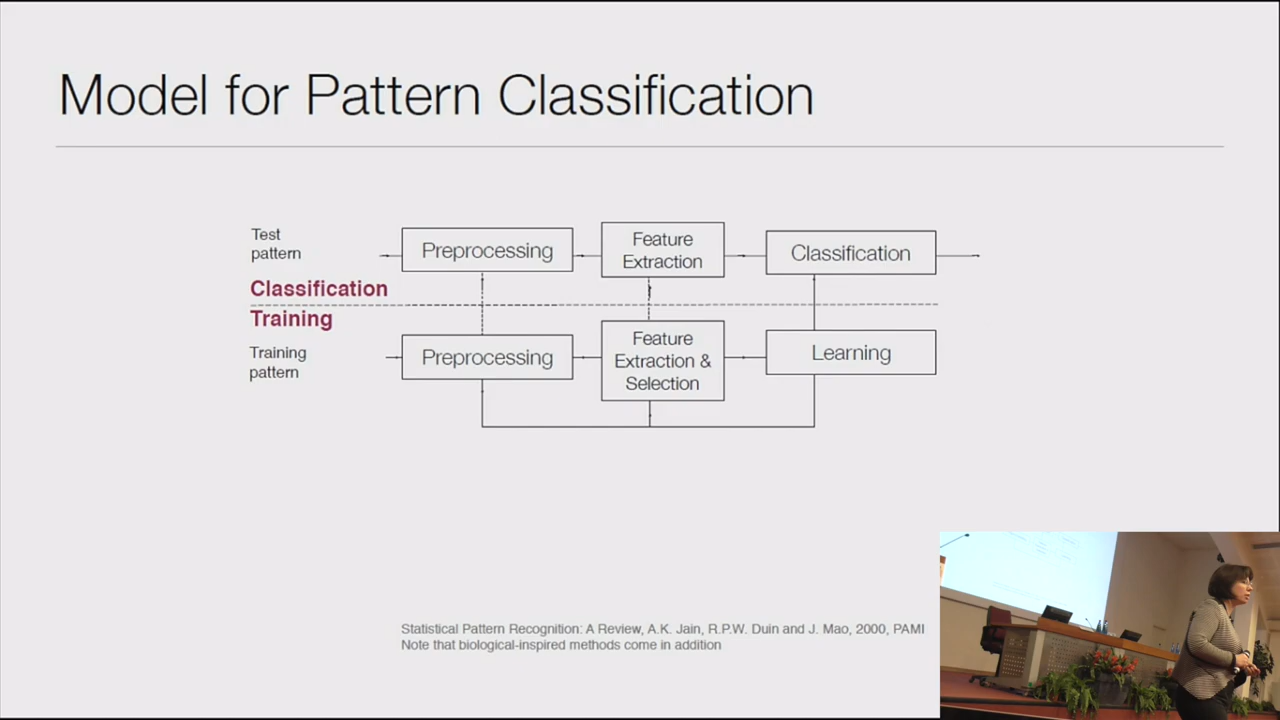 Model for Pattern Classification
Test
pattern
Preprocessing
Feature
Extraction
Classification
Classification
Training
Training
pattern
Preprocessing
Feature
Extraction &
Selection
Learning
Statistical Pattern Recognition: A Review, A.K. Jain, R.P.W. Duin and J. Mao, 2000, PAMI
Note that biological-inspired methods come in addition